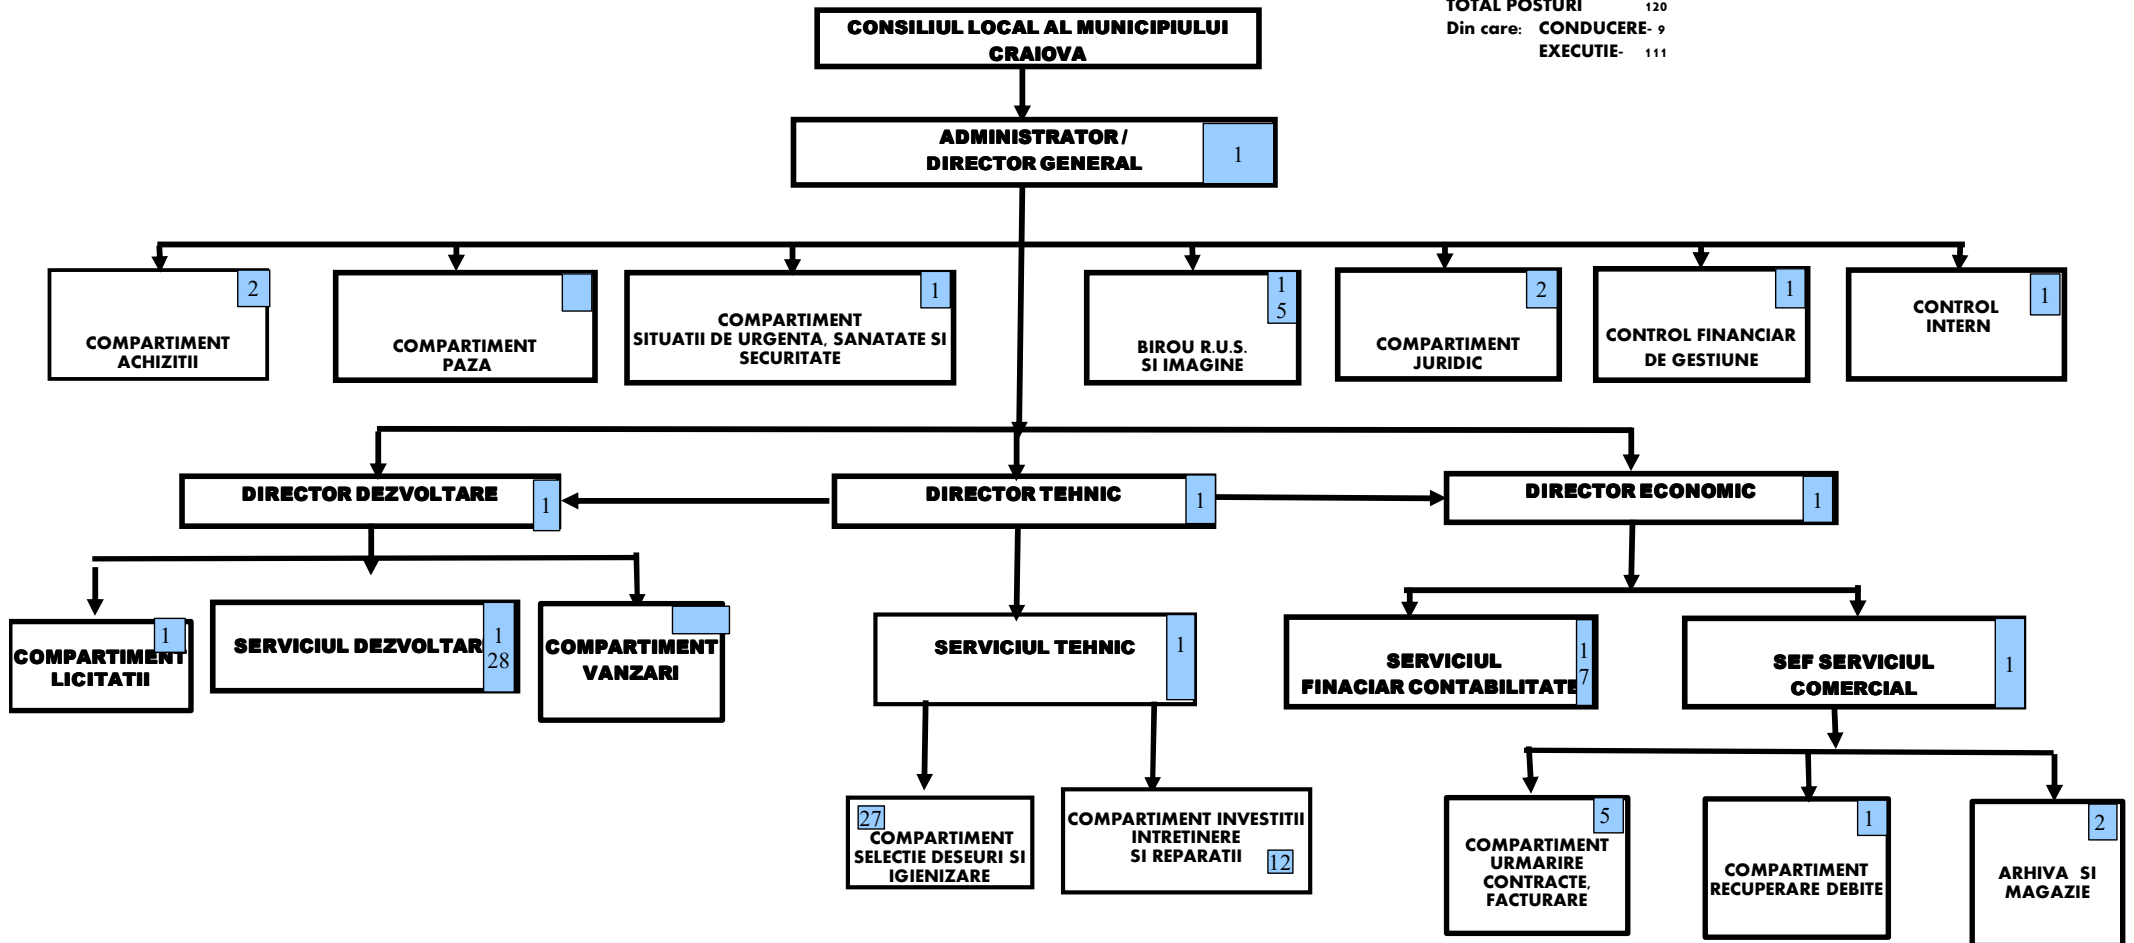 TOTAL POSTURI 120
Din care: CONDUCERE- 9
EXECUTIE- 111
CONSILIUL LOCAL AL MUNICIPIULUI
CRAIOVA
ADMINISTRATOR /
DIRECTOR GENERAL
1
2
COMPARTIMENT
ACHIZITII
COMPARTIMENT
PAZA
1
COMPARTIMENT
SITUATII DE URGENTA, SANATATE SI
SECURITATE
1
5
BIROU R.U.S.
SI IMAGINE
2
COMPARTIMENT
JURIDIC
1
CONTROL FINANCIAR
DE GESTIUNE
1
CONTROL
INTERN
DIRECTOR DEZVOLTARE
1
DIRECTOR TEHNIC
1
DIRECTOR ECONOMIC
1
1
COMPARTIMENT
LICITATII
SERVICIUL DEZVOLTAR
1
28
COMPARTIMENT
VANZARI
SERVICIUL TEHNIC
1
SERVICIUL
FINACIAR CONTABILITATE
1
7
SEF SERVICIUL
COMERCIAL
1
27
COMPARTIMENT
SELECTIE DESEURI SI
IGIENIZARE
COMPARTIMENT INVESTITII
INTRETINERE
SI REPARATII
12
5
COMPARTIMENT
URMARIRE
CONTRACTE,
FACTURARE
1
COMPARTIMENT
RECUPERARE DEBITE
2
ARHIVA SI
MAGAZIE